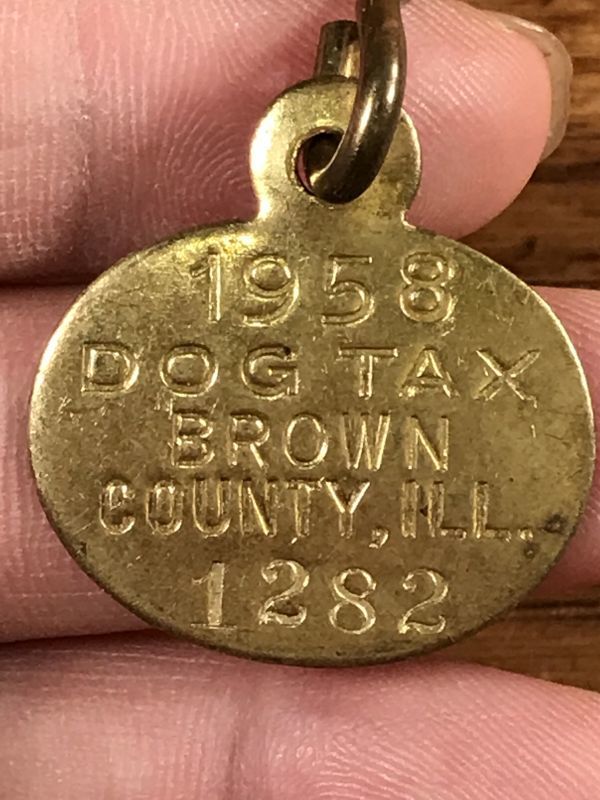 1958
DOG TAX
BROWN
COUNTY, ILL.
1282